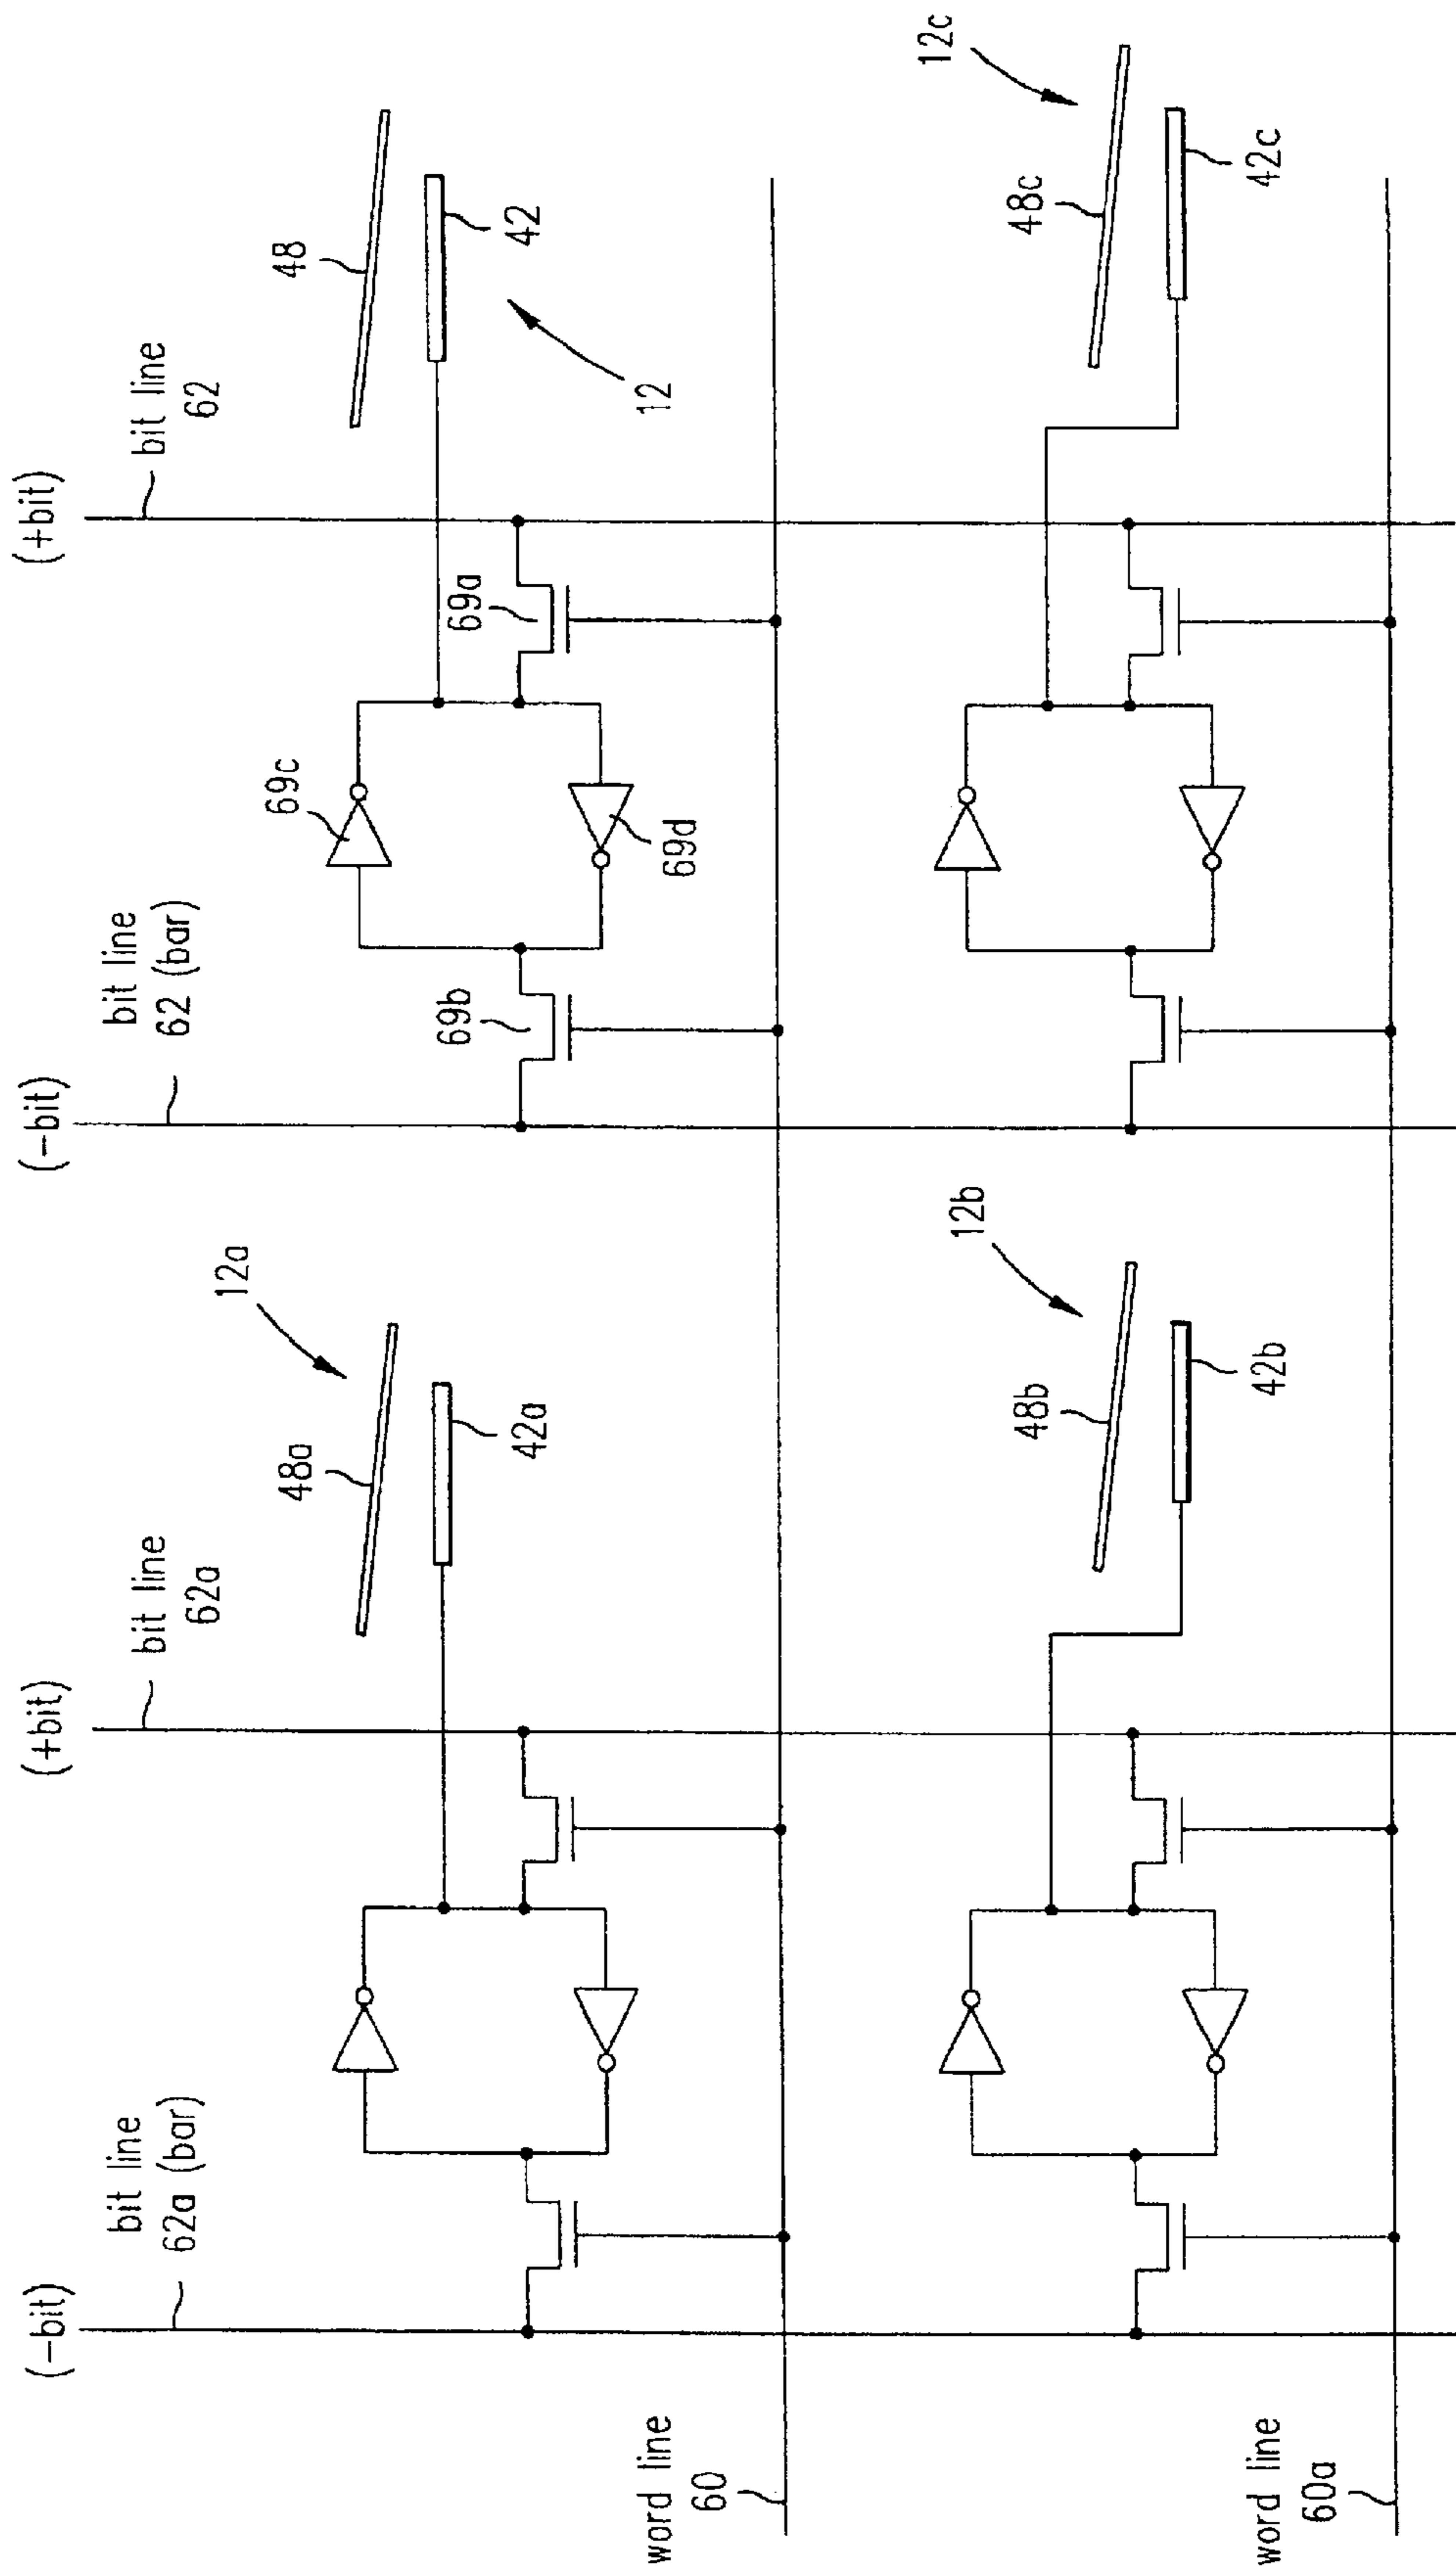 (−bit)
bit line
62a (bar)
(+bit)
bit line
62a
(−bit)
bit line
62 (bar)
(+bit)
bit line
62
48a
12a
42a
69c
69b
69d
69a
48
42
12
word line
60
48b
12b
42b
48c
12c
42c
word line
60a